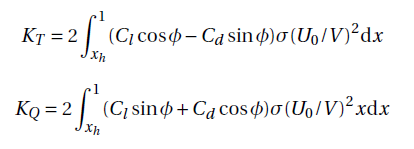 K_T = 2 ∫_{x_h}^{1} (C_l cos ϕ − C_d sin ϕ)σ(U_0/V)² dx
K_Q = 2 ∫_{x_h}^{1} (C_l sin ϕ + C_d cos ϕ)σ(U_0/V)² xdx